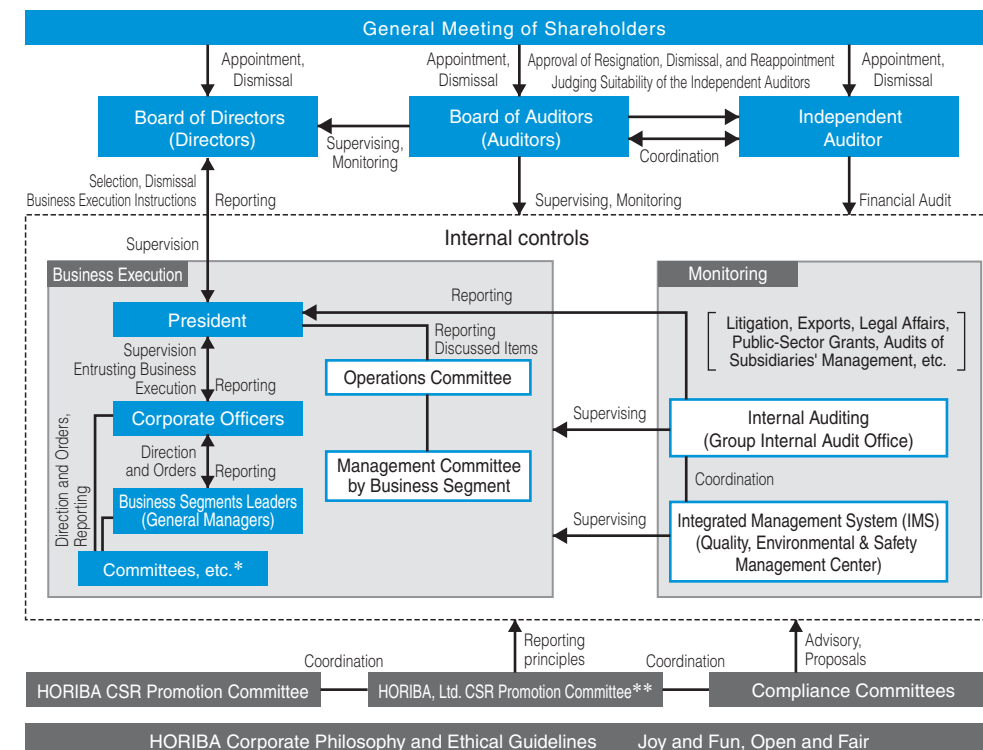 General Meeting of Shareholders
Appointment,
Dismissal
Appointment,
Dismissal
Approval of Resignation, Dismissal, and Reappointment
Judging Suitability of the Independent Auditors
Appointment,
Dismissal
Board of Directors
(Directors)
Supervising,
Monitoring
Board of Auditors
(Auditors)
Coordination
Independent
Auditor
Selection, Dismissal
Business Execution Instructions
Reporting
Supervising, Monitoring
Financial Audit
Supervision
Internal controls
Business Execution
President
Reporting
Reporting
Discussed Items
Supervision
Entrusting Business
Execution
Reporting
Operations Committee
Corporate Officers
Direction and Orders,
Reporting
Direction
and Orders
Reporting
Management Committee
by Business Segment
Business Segments Leaders
(General Managers)
Committees, etc.*
Monitoring
Litigation, Exports, Legal Affairs,
Public-Sector Grants, Audits of
Subsidiaries' Management, etc.
Supervising
Internal Auditing
(Group Internal Audit Office)
Coordination
Supervising
Integrated Management System (IMS)
(Quality, Environmental & Safety
Management Center)
Reporting
principles
Advisory,
Proposals
Coordination
Coordination
HORIBA CSR Promotion Committee
HORIBA, Ltd. CSR Promotion Committee**
Compliance Committees
HORIBA Corporate Philosophy and Ethical Guidelines Joy and Fun, Open and Fair